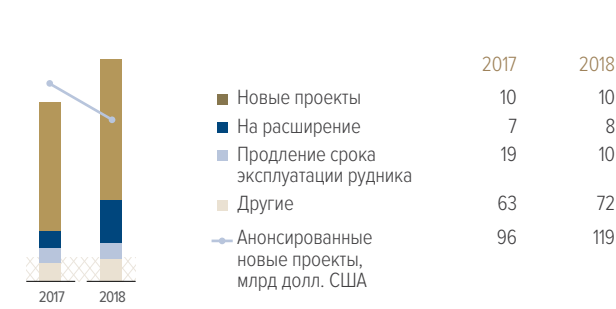 2017 2018
Новые проекты 10 10
На расширение 7 8
Продление срока 19 10
эксплуатации рудника
Другие 63 72
Анонсированные 96 119
новые проекты,
млрд долл. США
2017 2018